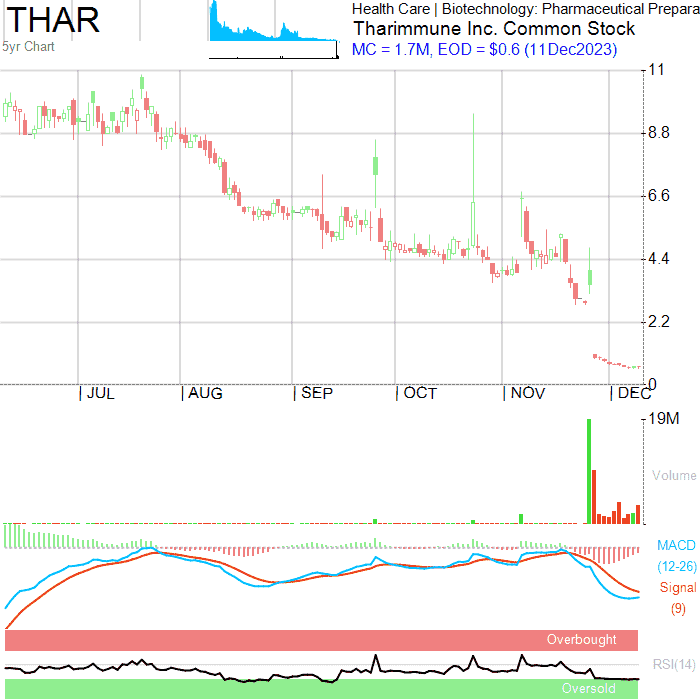 THAR
5yr Chart
Health Care | Biotechnology: Pharmaceutical Prepara
Tharimmune Inc. Common Stock
MC = 1.7M, EOD = $0.6 (11Dec2023)
11
8.8
6.6
4.4
2.2
0
JUL AUG SEP OCT NOV DEC
19M
Volume
MACD
(12-26)
Signal
(9)
Overbought
RSI(14)
Oversold